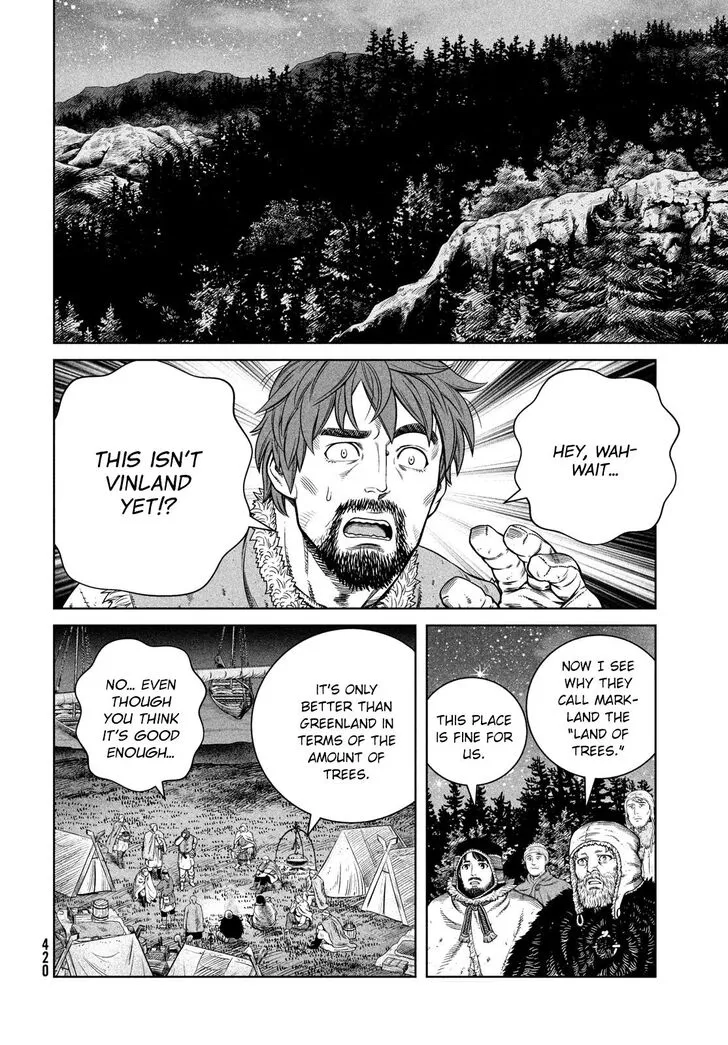 HEY, WAH-
WAIT...
THIS ISN'T
VINLAND
YET!?
NOW I SEE
WHY THEY
CALL MARK-
LAND THE
"LAND OF
TREES."
THIS PLACE
IS FINE FOR
US.
IT'S ONLY
BETTER THAN
GREENLAND IN
TERMS OF THE
AMOUNT OF
TREES.
NO... EVEN
THOUGH
YOU THINK
IT'S GOOD
ENOUGH...
420